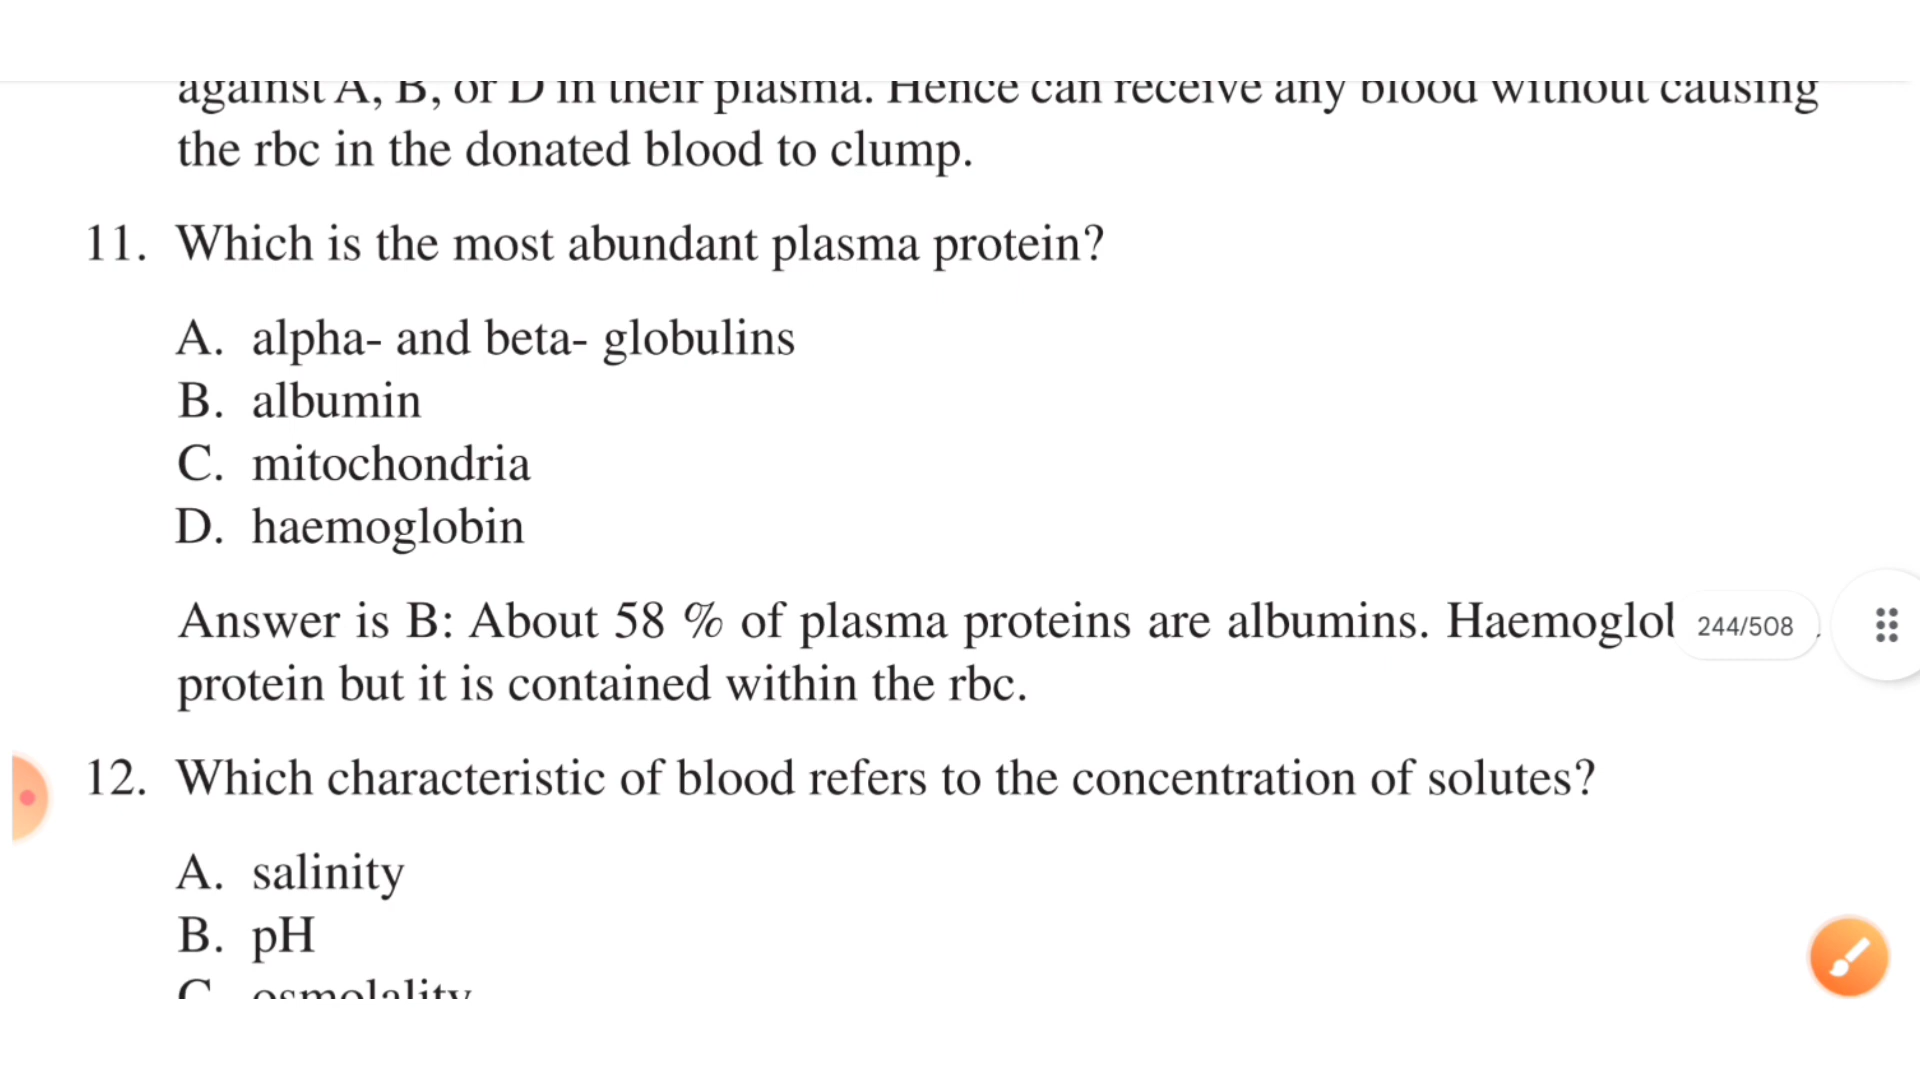 against A, B, or D in their plasma. Hence can receive any blood without causing
the rbc in the donated blood to clump.
11. Which is the most abundant plasma protein?
A. alpha- and beta- globulins
B. albumin
C. mitochondria
D. haemoglobin
Answer is B: About 58 % of plasma proteins are albumins.
244/508
protein but it is contained within the rbc.
12. Which characteristic of blood refers to the concentration of solutes?
A. salinity
B. pH
C osmolality